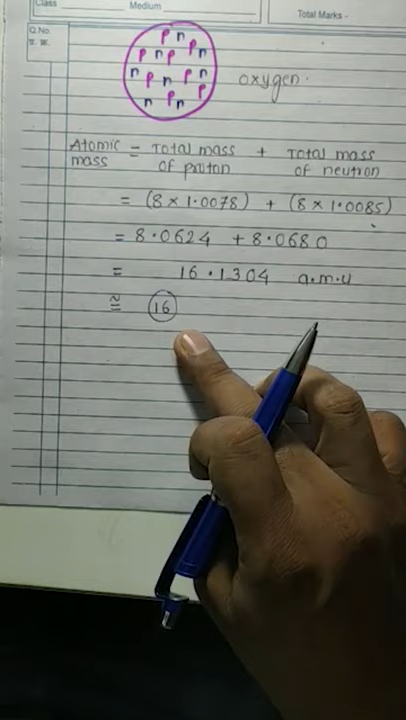 Class
Medium
Total Marks -
Q.No.
प्र. क्र.
p n
p n p n
n p n p n
n p n p
oxygen.
Atomic mass = Total mass of proton + Total mass of neutron
= (8 × 1.0078) + (8 × 1.0085)
= 8.0624 + 8.0680
= 16.1304 a.m.u
≅ 16